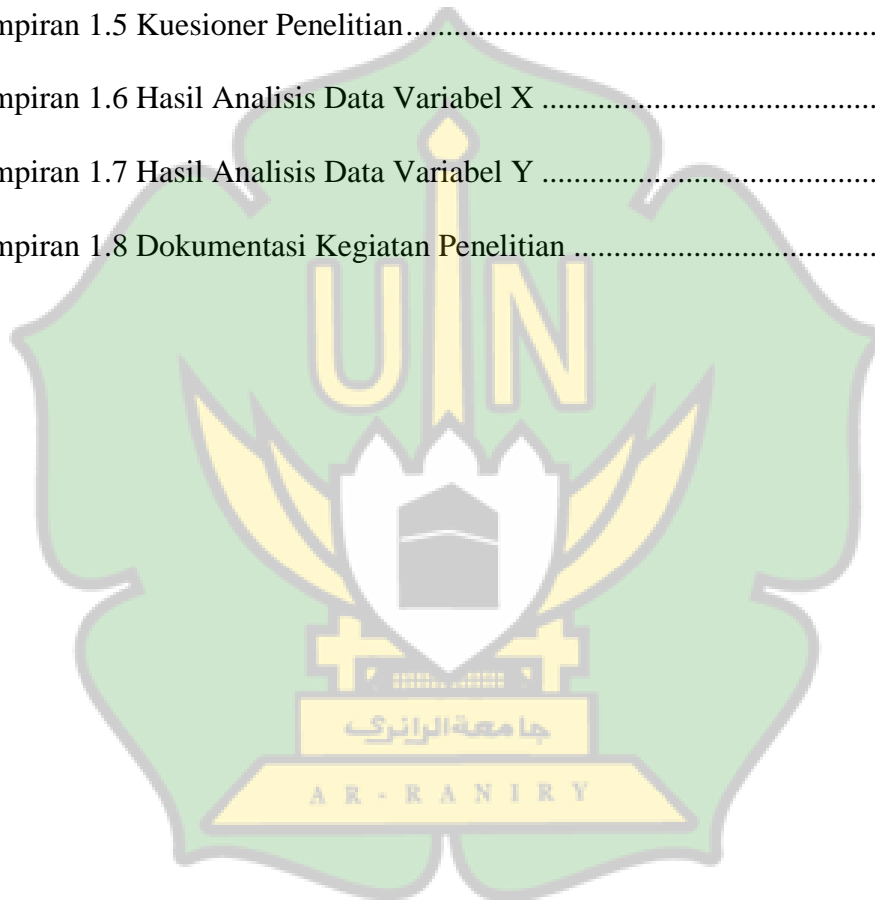 mpiran 1.5 Kuesioner Penelitian..........................................................
mpiran 1.6 Hasil Analisis Data Variabel X .........................................
mpiran 1.7 Hasil Analisis Data Variabel Y .........................................
mpiran 1.8 Dokumentasi Kegiatan Penelitian .....................................
UIN
جامعة الرانري
AR-RANIRY